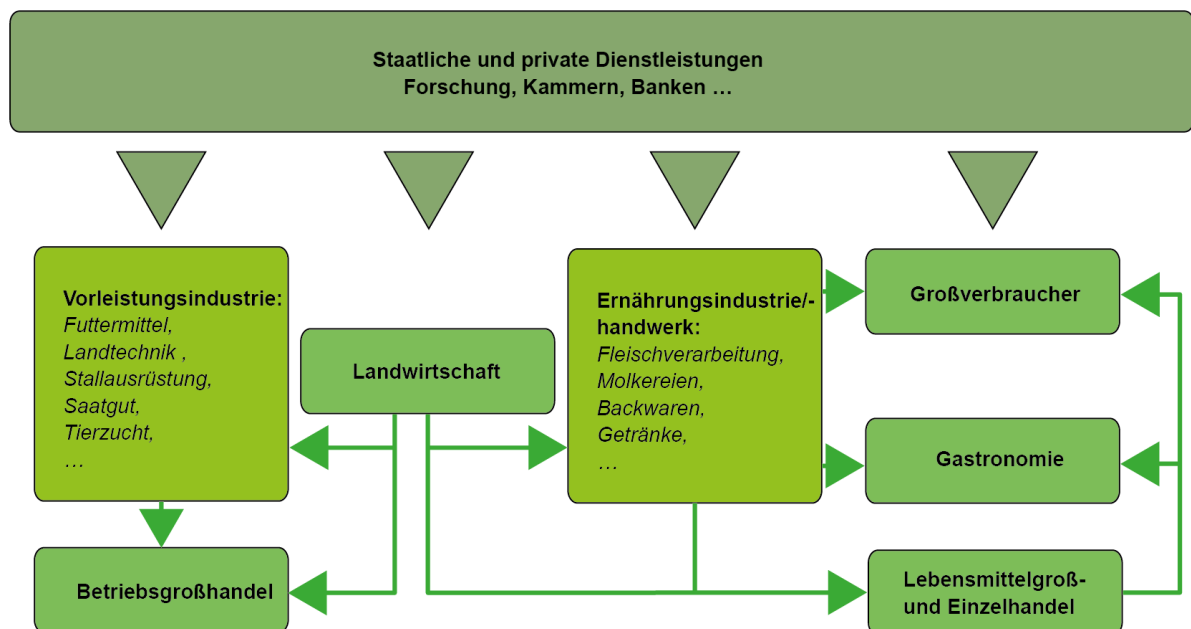 Staatliche und private Dienstleistungen
Forschung, Kammern, Banken …
Vorleistungsindustrie:
Futtermittel,
Landtechnik ,
Stallausrüstung,
Saatgut,
Tierzucht,
…
Landwirtschaft
Ernährungsindustrie/-
handwerk:
Fleischverarbeitung,
Molkereien,
Backwaren,
Getränke,
…
Großverbraucher
Gastronomie
Betriebsgroßhandel
Lebensmittelgroß-
und Einzelhandel